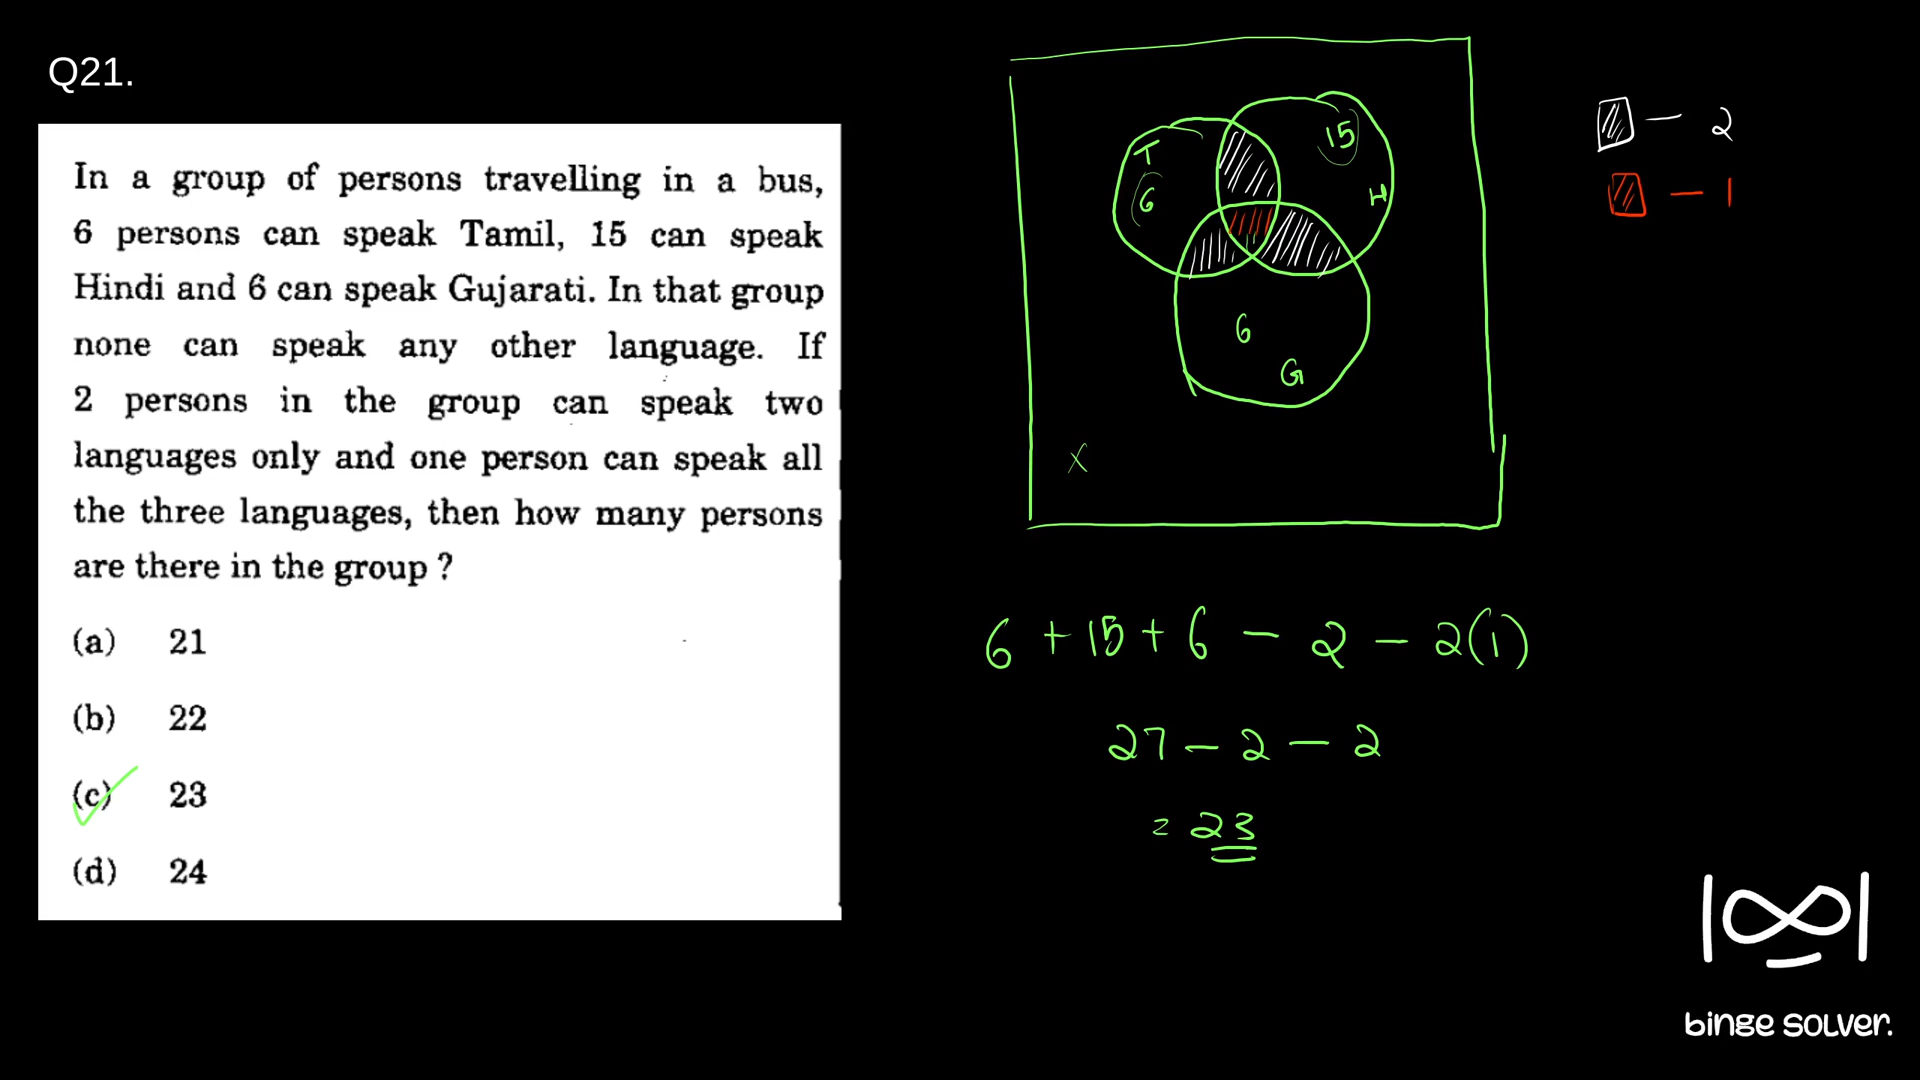 Q21.
In a group of persons travelling in a bus,
6 persons can speak Tamil, 15 can speak
Hindi and 6 can speak Gujarati. In that group
none can speak any other language. If
2 persons in the group can speak two
languages only and one person can speak all
the three languages, then how many persons
are there in the group ?
(a) 21
(b) 22
(c) 23
(d) 24
T
6
15
H
6
G
x
— 2
— 1
6 + 15 + 6 - 2 - 2(1)
27 - 2 - 2
= 23
binge solver.